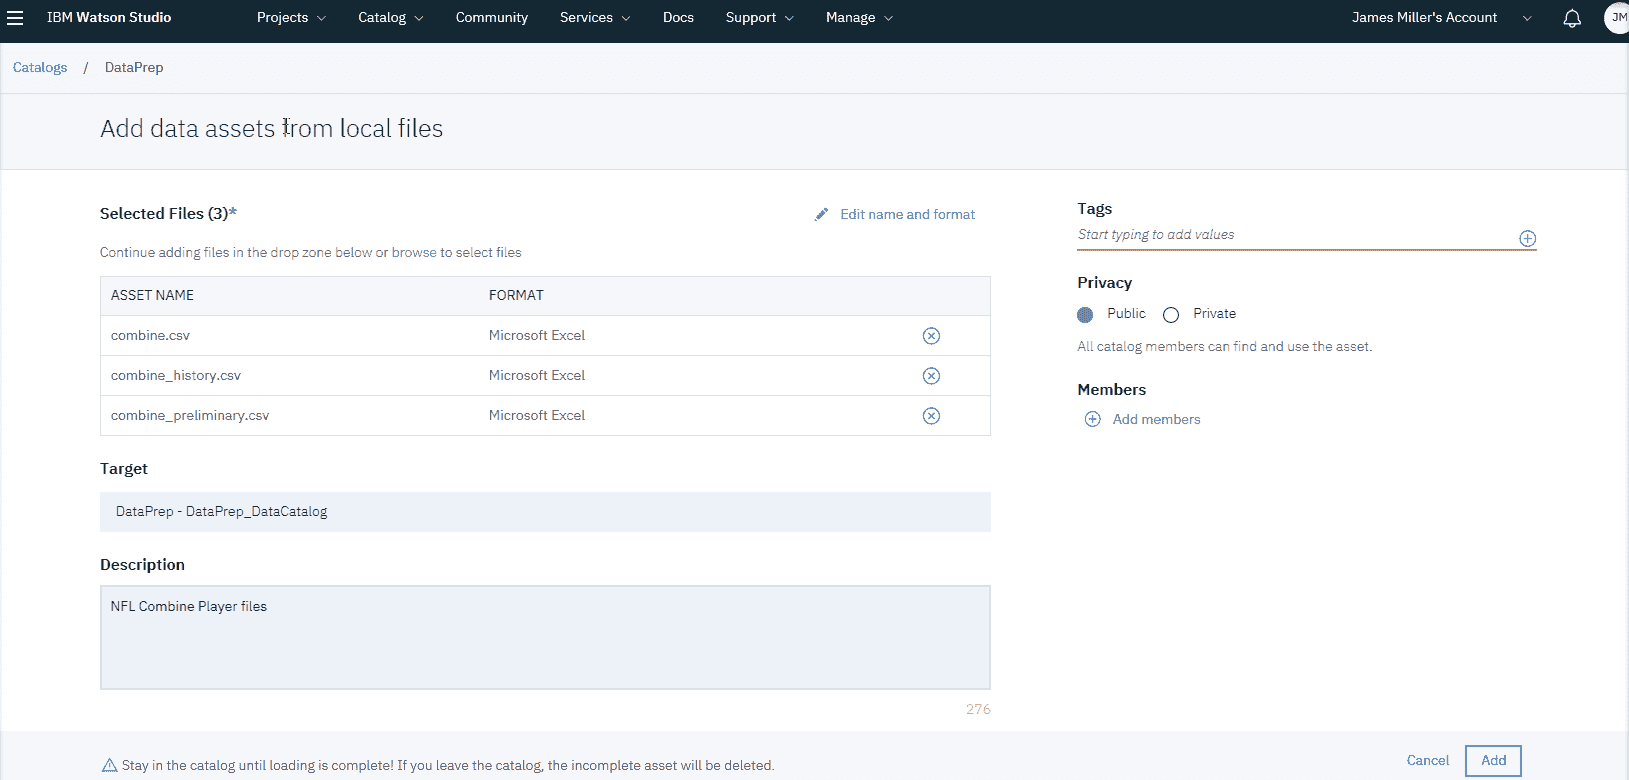 IBM Watson Studio Projects Catalog Community Services Docs Support Manage James Miller's Account JM
Catalogs / DataPrep
Add data assets from local files
Selected Files (3)*
Edit name and format
Continue adding files in the drop zone below or browse to select files
ASSET NAME FORMAT
combine.csv Microsoft Excel
combine_history.csv Microsoft Excel
combine_preliminary.csv Microsoft Excel
Target
DataPrep - DataPrep_DataCatalog
Description
NFL Combine Player files
276
Tags
Start typing to add values
Privacy
Public Private
All catalog members can find and use the asset.
Members
Add members
Stay in the catalog until loading is complete! If you leave the catalog, the incomplete asset will be deleted.
Cancel Add